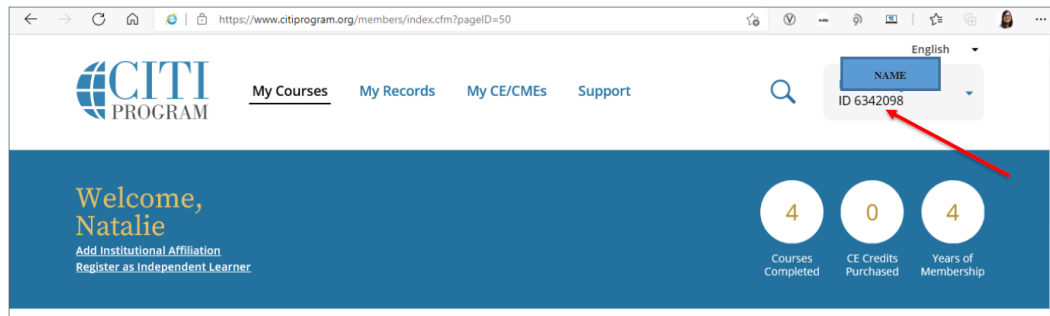 https://www.citiprogram.org/members/index.cfm?pageID=50
English
CITI
PROGRAM
My Courses
My Records
My CE/CMEs
Support
NAME
ID 6342098
Welcome,
Natalie
Add Institutional Affiliation
Register as Independent Learner
4
Courses
Completed
0
CE Credits
Purchased
4
Years of
Membership